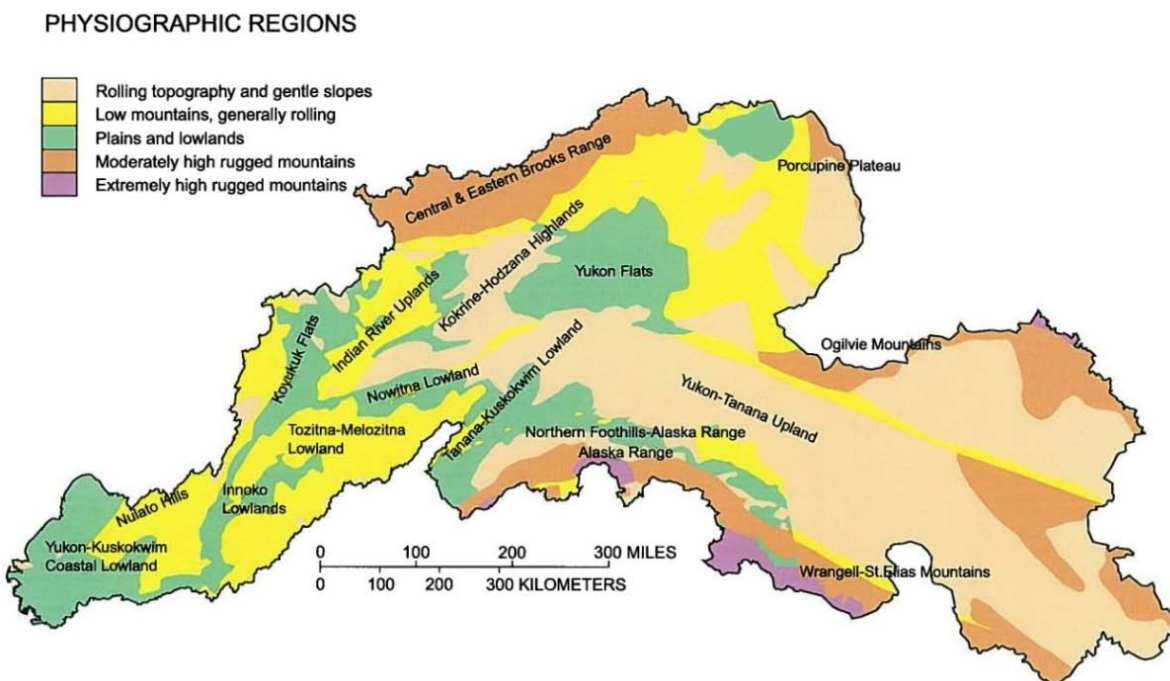 PHYSIOGRAPHIC REGIONS
Rolling topography and gentle slopes
Low mountains, generally rolling
Plains and lowlands
Moderately high rugged mountains
Extremely high rugged mountains
Central & Eastern Brooks Range
Porcupine Plateau
Kokrine-Hodzana Highlands
Yukon Flats
Indian River Uplands
Koyukuk Flats
Ogilvie Mountains
Nowitna Lowland
Tanana-Kuskokwim Lowland
Yukon-Tanana Upland
Tozitna-Melozitna
Lowland
Northern Foothills-Alaska Range
Alaska Range
Nulato Hills
Innoko
Lowlands
Yukon-Kuskokwim
Coastal Lowland
0 100 200 300 MILES
0 100 200 300 KILOMETERS
Wrangell-St.Elias Mountains